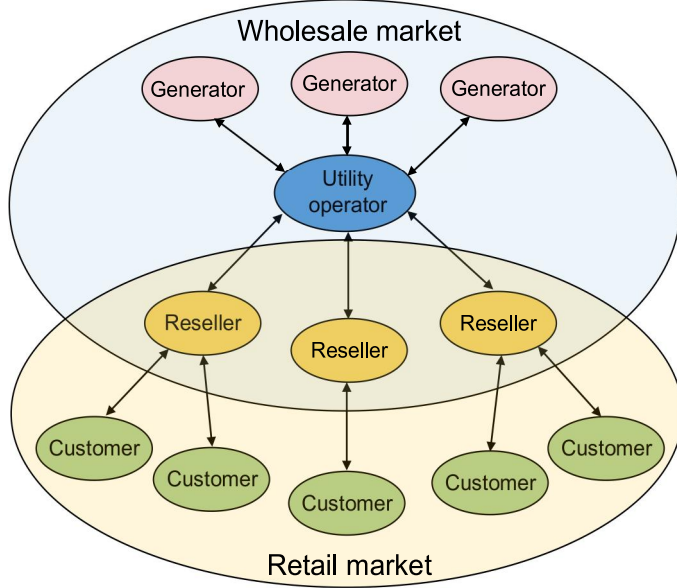 Wholesale market
Generator
Generator
Generator
Utility
operator
Reseller
Reseller
Reseller
Customer
Customer
Customer
Customer
Customer
Retail market